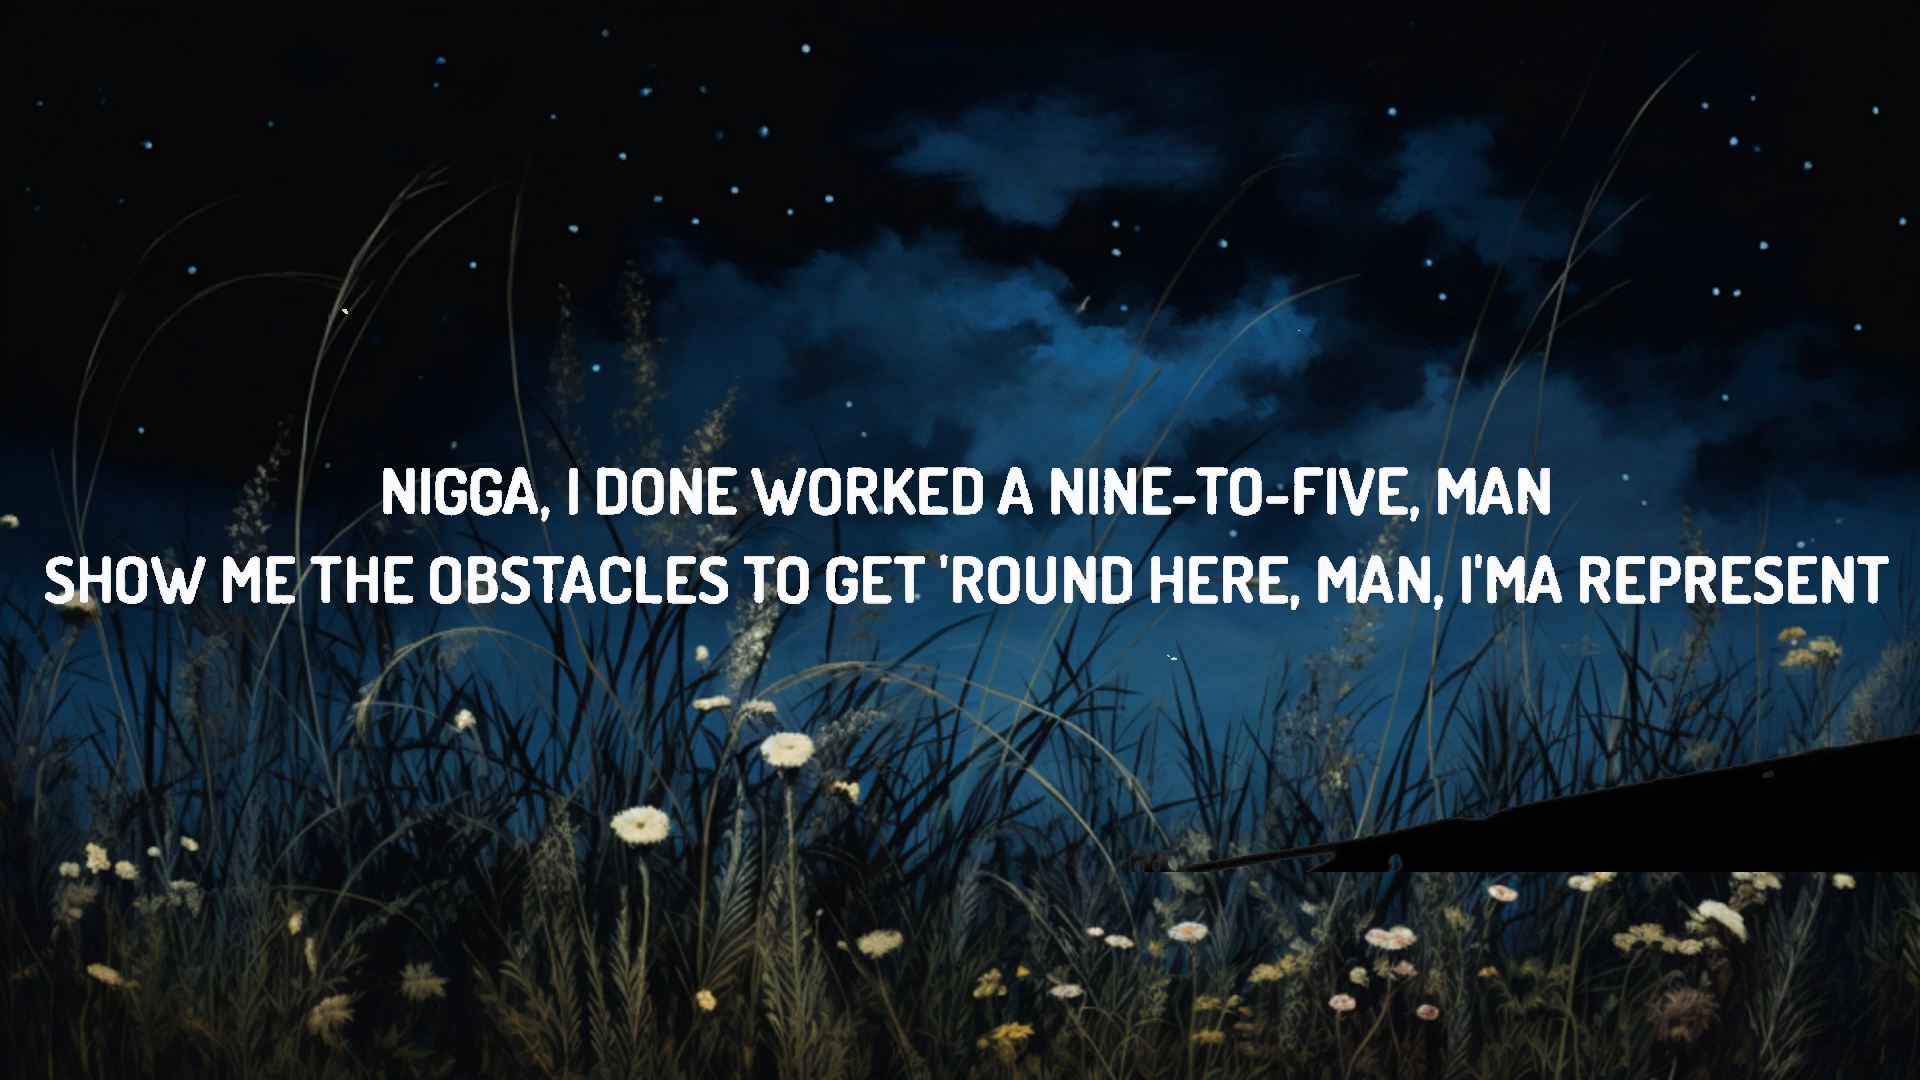 NIGGA, I DONE WORKED A NINE-TO-FIVE, MAN
SHOW ME THE OBSTACLES TO GET 'ROUND HERE, MAN, I'MA REPRESENT